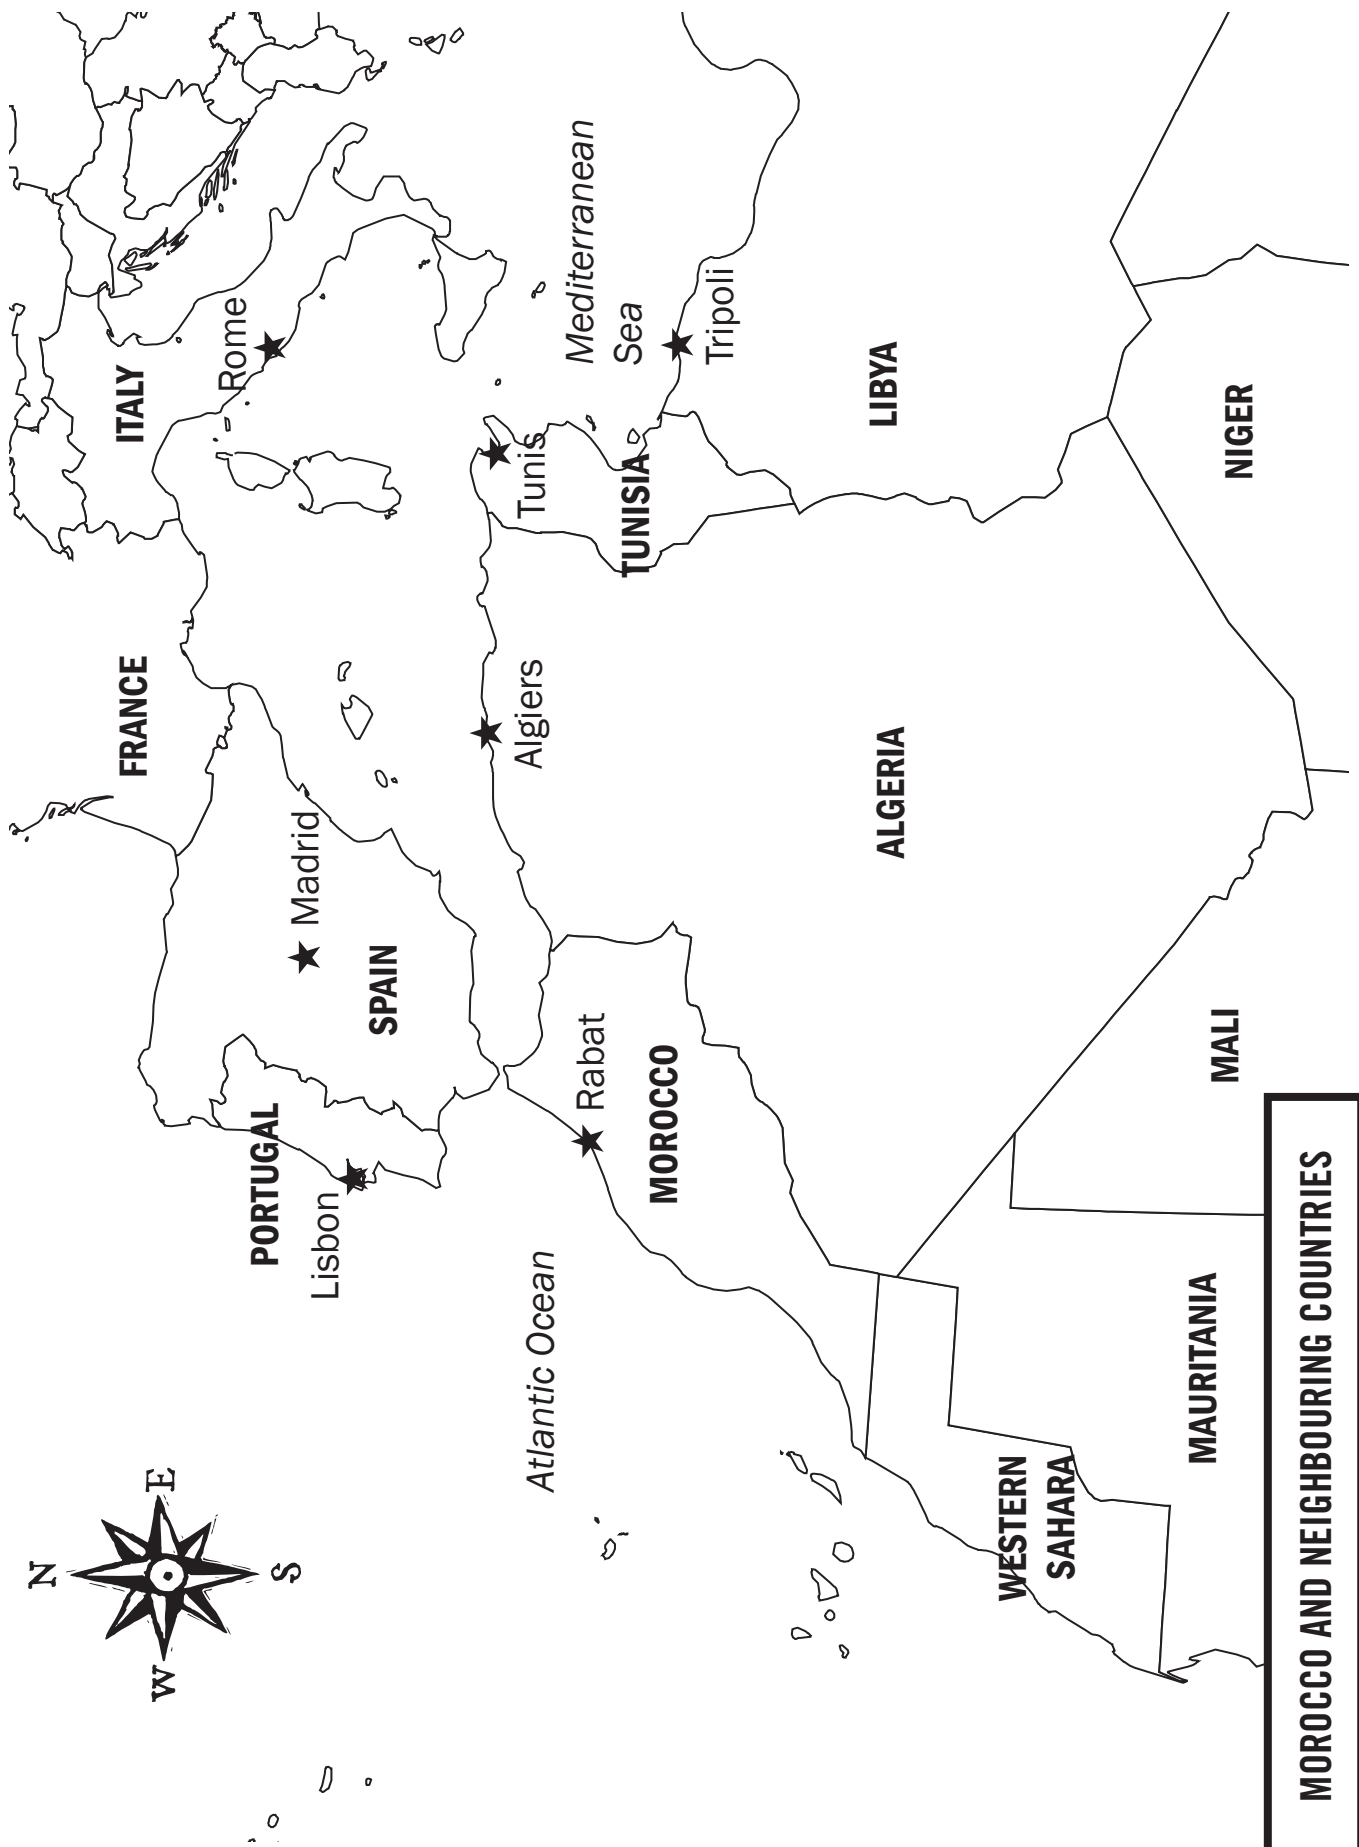 N
W
E
S
FRANCE
ITALY
Rome
Madrid
SPAIN
PORTUGAL
Lisbon
Mediterranean
Sea
Tunis
Algiers
Tripoli
TUNISIA
Atlantic Ocean
Rabat
MOROCCO
ALGERIA
LIBYA
WESTERN
SAHARA
MAURITANIA
MALI
NIGER
MOROCCO AND NEIGHBOURING COUNTRIES